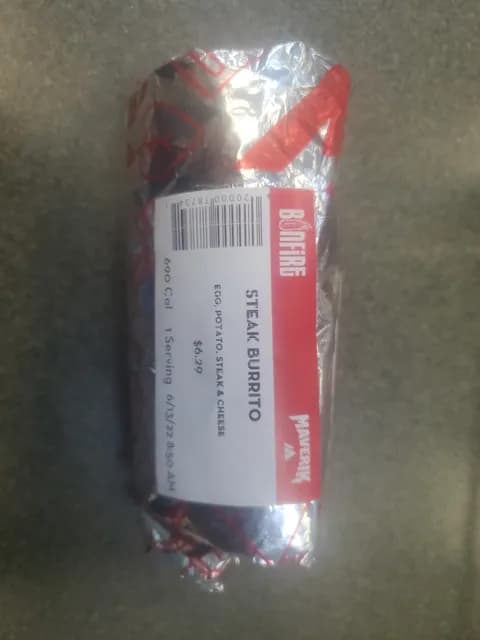 BONFIRE MAVERIK
STEAK BURRITO
EGG, POTATO, STEAK & CHEESE
$6.29
690 Cal 1 Serving 6/13/22 8:50 AM